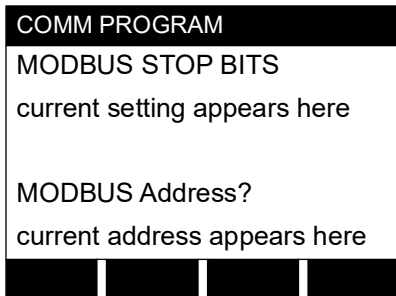 COMM PROGRAM
MODBUS STOP BITS
current setting appears here
MODBUS Address?
current address appears here